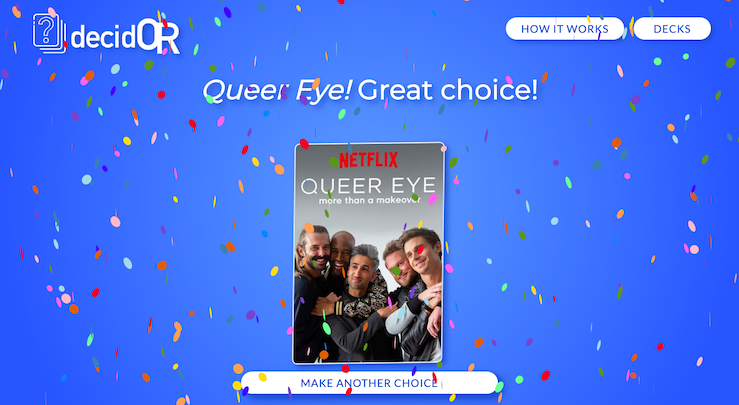 ?
decidOR
HOW IT WORKS
DECKS
Queer Eye! Great choice!
NETFLIX
QUEER EYE
more than a makeover
MAKE ANOTHER CHOICE